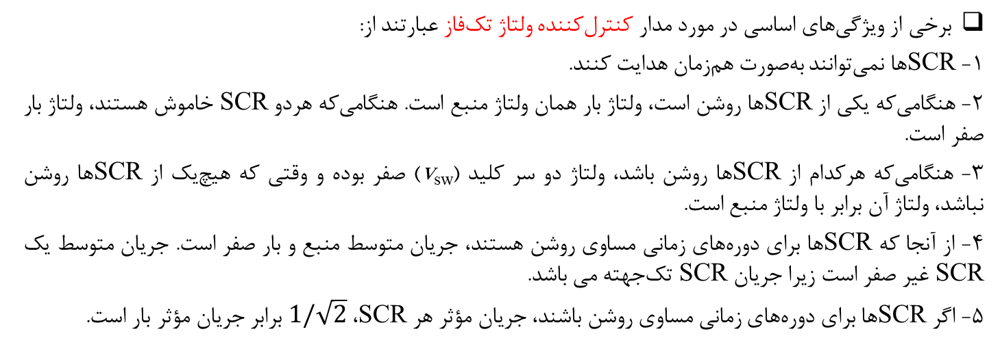 ❑ برخی از ویژگی‌های اساسی در مورد مدار کنترل‌کننده ولتاژ تک‌فاز عبارتند از:
۱- SCRها نمی‌توانند به‌صورت هم‌زمان هدایت کنند.
۲- هنگامی‌که یکی از SCRها روشن است، ولتاژ بار همان ولتاژ منبع است. هنگامی‌که هردو SCR خاموش هستند، ولتاژ بار
صفر است.
۳- هنگامی‌که هرکدام از SCRها روشن باشد، ولتاژ دو سر کلید (Vsw) صفر بوده و وقتی که هیچ‌یک از SCRها روشن
نباشد، ولتاژ آن برابر با ولتاژ منبع است.
۴- از آنجا که SCRها برای دوره‌های زمانی مساوی روشن هستند، جریان متوسط منبع و بار صفر است. جریان متوسط یک
SCR غیر صفر است زیرا جریان SCR تک‌جهته می باشد.
۵- اگر SCRها برای دوره‌های زمانی مساوی روشن باشند، جریان مؤثر هر SCR، 1/√2 برابر جریان مؤثر بار است.